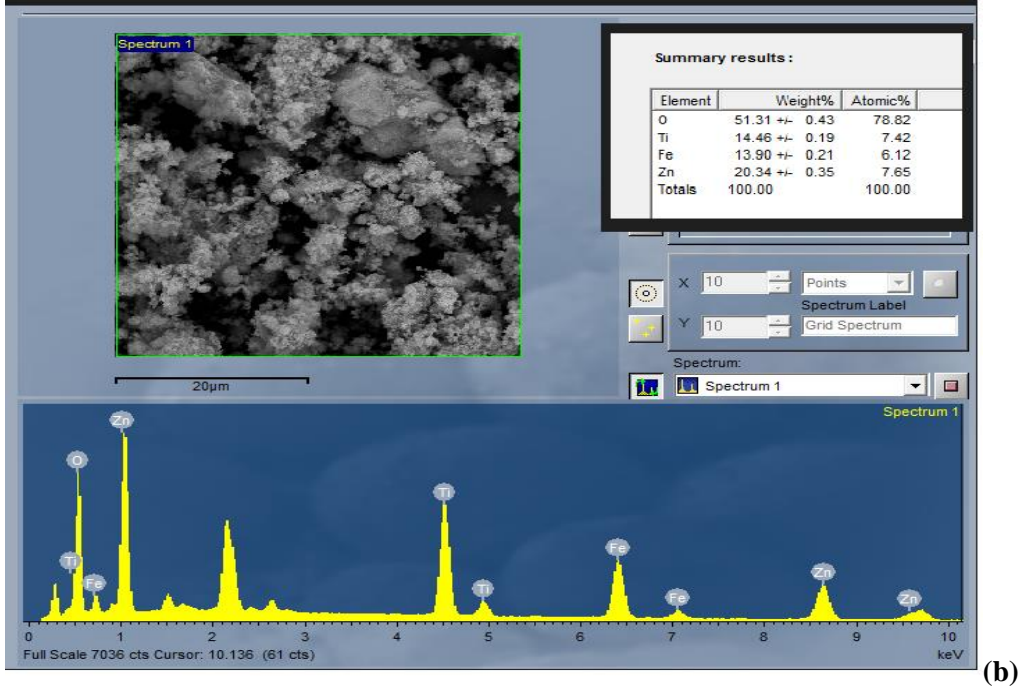 Spectrum 1
Summary results :
Element Weight% Atomic%
O 51.31 +/- 0.43 78.82
Ti 14.46 +/- 0.19 7.42
Fe 13.90 +/- 0.21 6.12
Zn 20.34 +/- 0.35 7.65
Totals 100.00 100.00
X 10 Points
Spectrum Label
Y 10 Grid Spectrum
Spectrum:
Spectrum 1
20µm
Spectrum 1
Zn
O
Ti
Ti
Fe
Fe
Ti
Fe
Zn
Zn
0 1 2 3 4 5 6 7 8 9 10
Full Scale 7036 cts Cursor: 10.136 (61 cts) keV
(b)